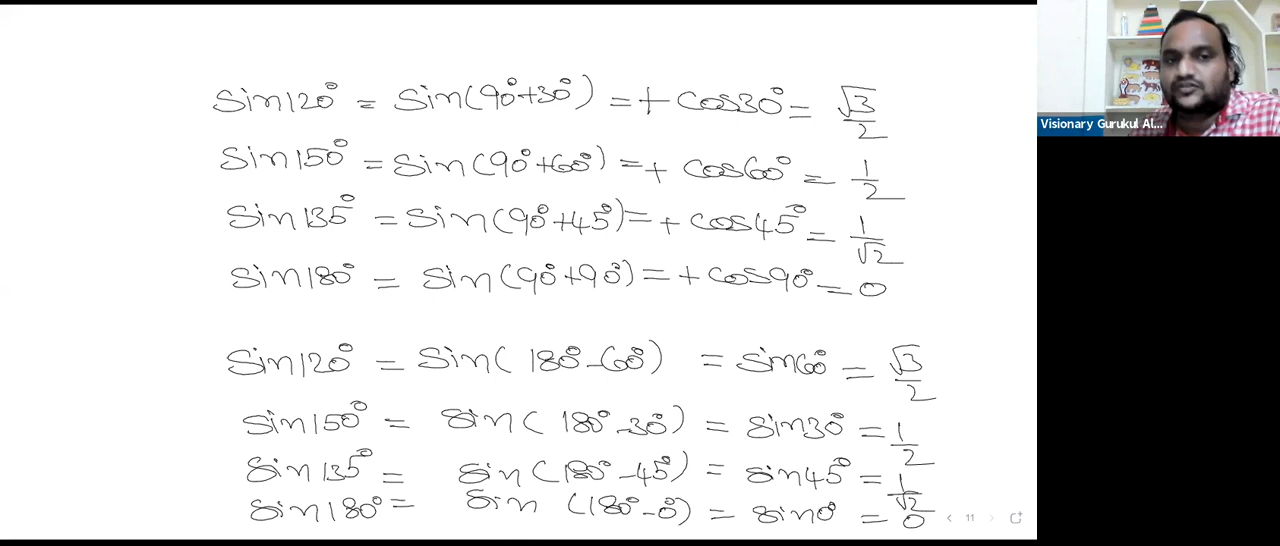 sin120° = sin(90°+30°) = + cos30° = √3/2
sin150° = sin(90°+60°) = + cos60° = 1/2
sin135° = sin(90°+45°) = + cos45° = 1/√2
sin180° = sin(90°+90°) = + cos90° = 0
sin120° = sin(180°-60°) = sin60° = √3/2
sin150° = sin(180°-30°) = sin30° = 1/2
sin135° = sin(180°-45°) = sin45° = 1/√2
sin180° = sin(180°-0°) = sin0° = 0
11
Visionary Gurukul Al...